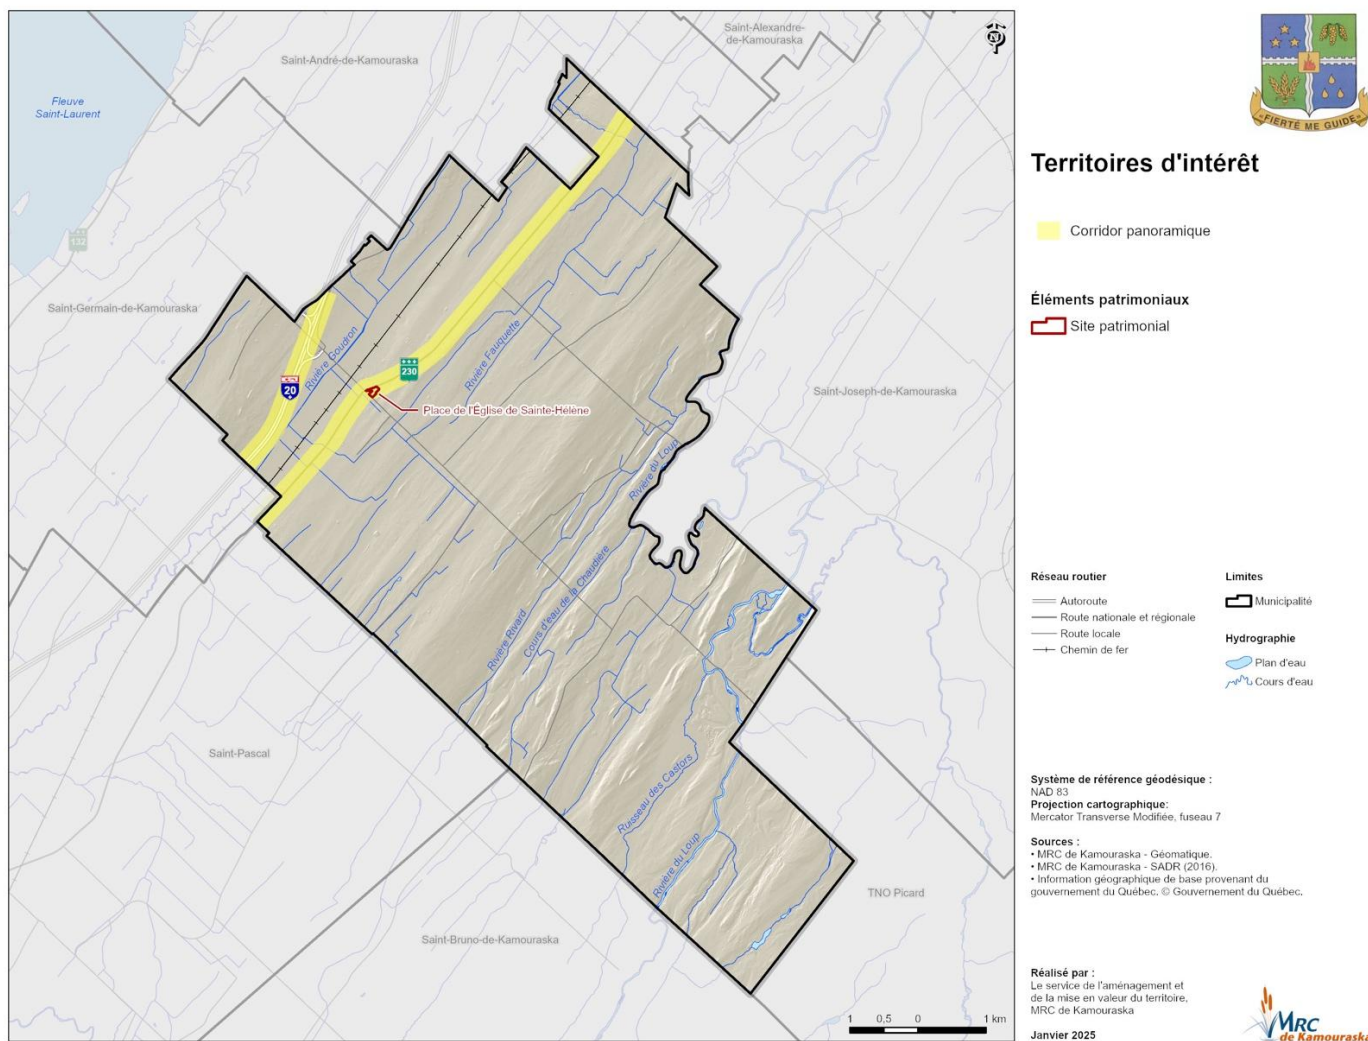 Saint-Alexandre-
de-Kamouraska
Saint-André-de-Kamouraska
N
Fleuve
Saint-Laurent
132
Saint-Germain-de-Kamouraska
20
Rivière Goudron
230
Rivière Fauquette
Place de l'Église de Sainte-Hélène
Saint-Joseph-de-Kamouraska
Rivière du Loup
Cours d'eau de la Chaudière
Rivière Rivard
Saint-Pascal
Ruisseau des Castors
Rivière du Loup
TNO Picard
Saint-Bruno-de-Kamouraska
1 0,5 0 1 km
FIERTÉ ME GUIDE
Territoires d'intérêt
Corridor panoramique
Éléments patrimoniaux
Site patrimonial
Réseau routier
Autoroute
Route nationale et régionale
Route locale
Chemin de fer
Limites
Municipalité
Hydrographie
Plan d'eau
Cours d'eau
Système de référence géodésique :
NAD 83
Projection cartographique:
Mercator Transverse Modifiée, fuseau 7
Sources :
• MRC de Kamouraska - Géomatique.
• MRC de Kamouraska - SADR (2016).
• Information géographique de base provenant du
gouvernement du Québec. © Gouvernement du Québec.
Réalisé par :
Le service de l'aménagement et
de la mise en valeur du territoire,
MRC de Kamouraska
Janvier 2025
MRC
de Kamouraska